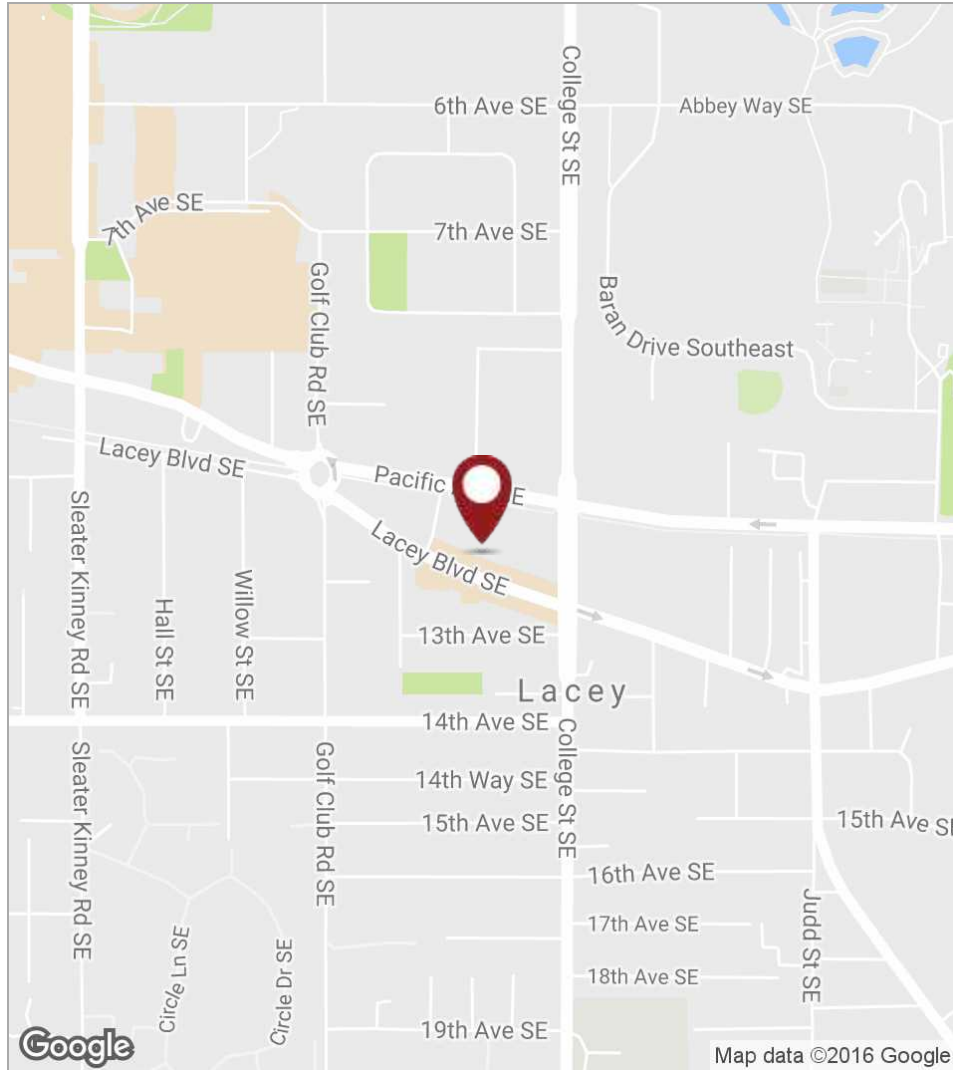 College St SE
6th Ave SE
Abbey Way SE
7th Ave SE
7th Ave SE
Golf Club Rd SE
Baran Drive Southeast
Lacey Blvd SE
Pacific
E
Sleater Kinney Rd SE
Lacey Blvd SE
Hall St SE
Willow St SE
13th Ave SE
Lacey
14th Ave SE
Sleater Kinney Rd SE
Golf Club Rd SE
College St SE
14th Way SE
15th Ave SE
15th Ave SE
16th Ave SE
Judd St SE
17th Ave SE
Circle Ln SE
Circle Dr SE
18th Ave SE
19th Ave SE
Google
Map data ©2016 Google